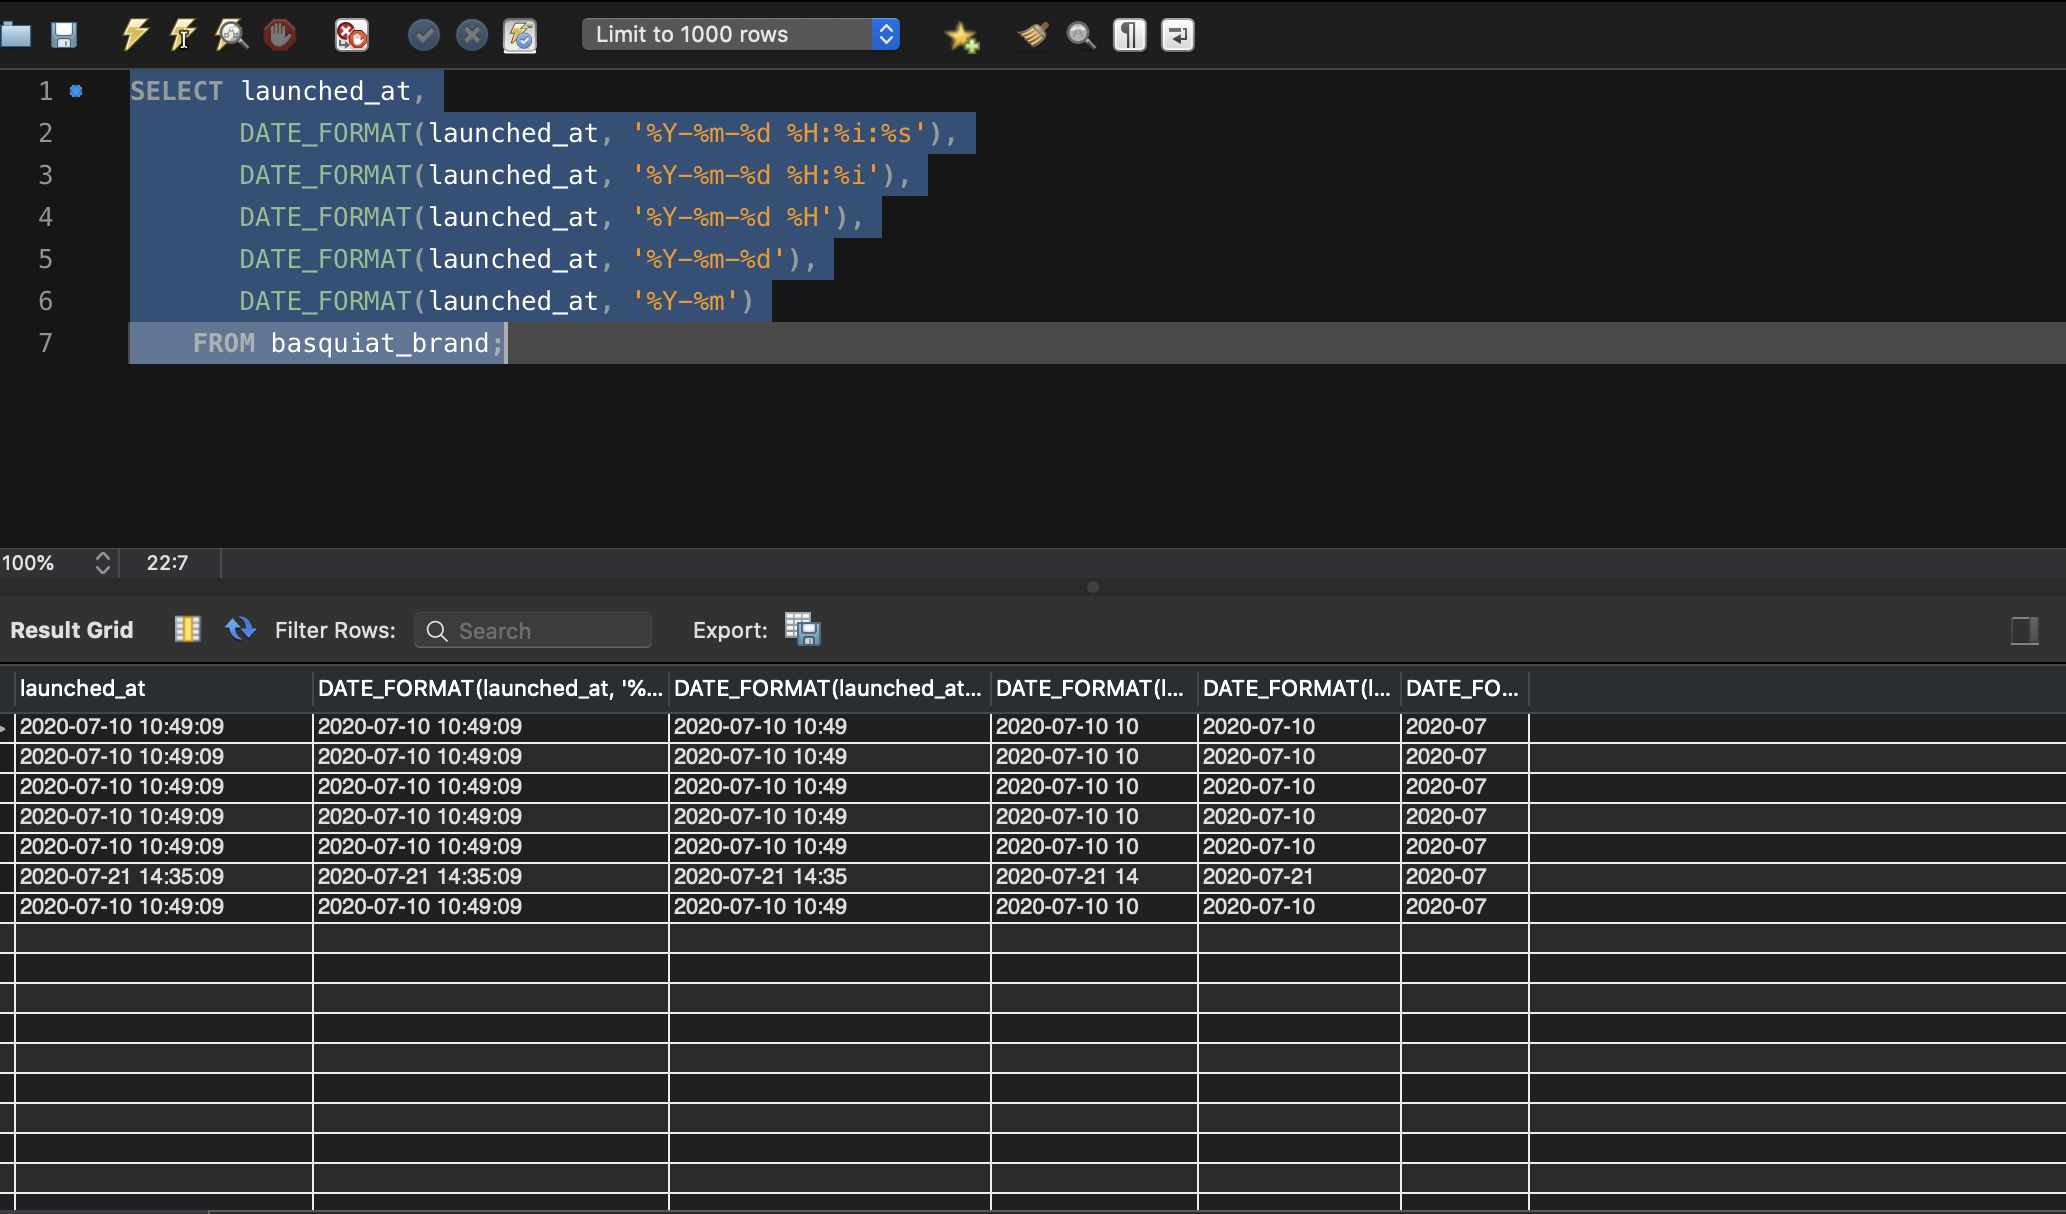 Limit to 1000 rows
1 SELECT launched_at,
2 DATE_FORMAT(launched_at, '%Y-%m-%d %H:%i:%s'),
3 DATE_FORMAT(launched_at, '%Y-%m-%d %H:%i'),
4 DATE_FORMAT(launched_at, '%Y-%m-%d %H'),
5 DATE_FORMAT(launched_at, '%Y-%m-%d'),
6 DATE_FORMAT(launched_at, '%Y-%m')
7 FROM basquiat_brand;
100% 22:7
Result Grid Filter Rows: Search Export:
launched_at DATE_FORMAT(launched_at, '%... DATE_FORMAT(launched_at... DATE_FORMAT(l... DATE_FORMAT(l... DATE_FO...
2020-07-10 10:49:09 2020-07-10 10:49:09 2020-07-10 10:49 2020-07-10 10 2020-07-10 2020-07
2020-07-10 10:49:09 2020-07-10 10:49:09 2020-07-10 10:49 2020-07-10 10 2020-07-10 2020-07
2020-07-10 10:49:09 2020-07-10 10:49:09 2020-07-10 10:49 2020-07-10 10 2020-07-10 2020-07
2020-07-10 10:49:09 2020-07-10 10:49:09 2020-07-10 10:49 2020-07-10 10 2020-07-10 2020-07
2020-07-10 10:49:09 2020-07-10 10:49:09 2020-07-10 10:49 2020-07-10 10 2020-07-10 2020-07
2020-07-21 14:35:09 2020-07-21 14:35:09 2020-07-21 14:35 2020-07-21 14 2020-07-21 2020-07
2020-07-10 10:49:09 2020-07-10 10:49:09 2020-07-10 10:49 2020-07-10 10 2020-07-10 2020-07